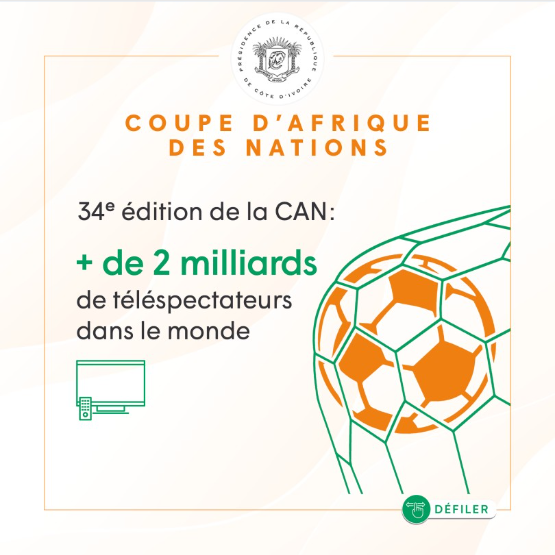 PRÉSIDENCE DE LA RÉPUBLIQUE
DE CÔTE D'IVOIRE
COUPE D'AFRIQUE
DES NATIONS
34e édition de la CAN:
+ de 2 milliards
de téléspectateurs
dans le monde
DÉFILER